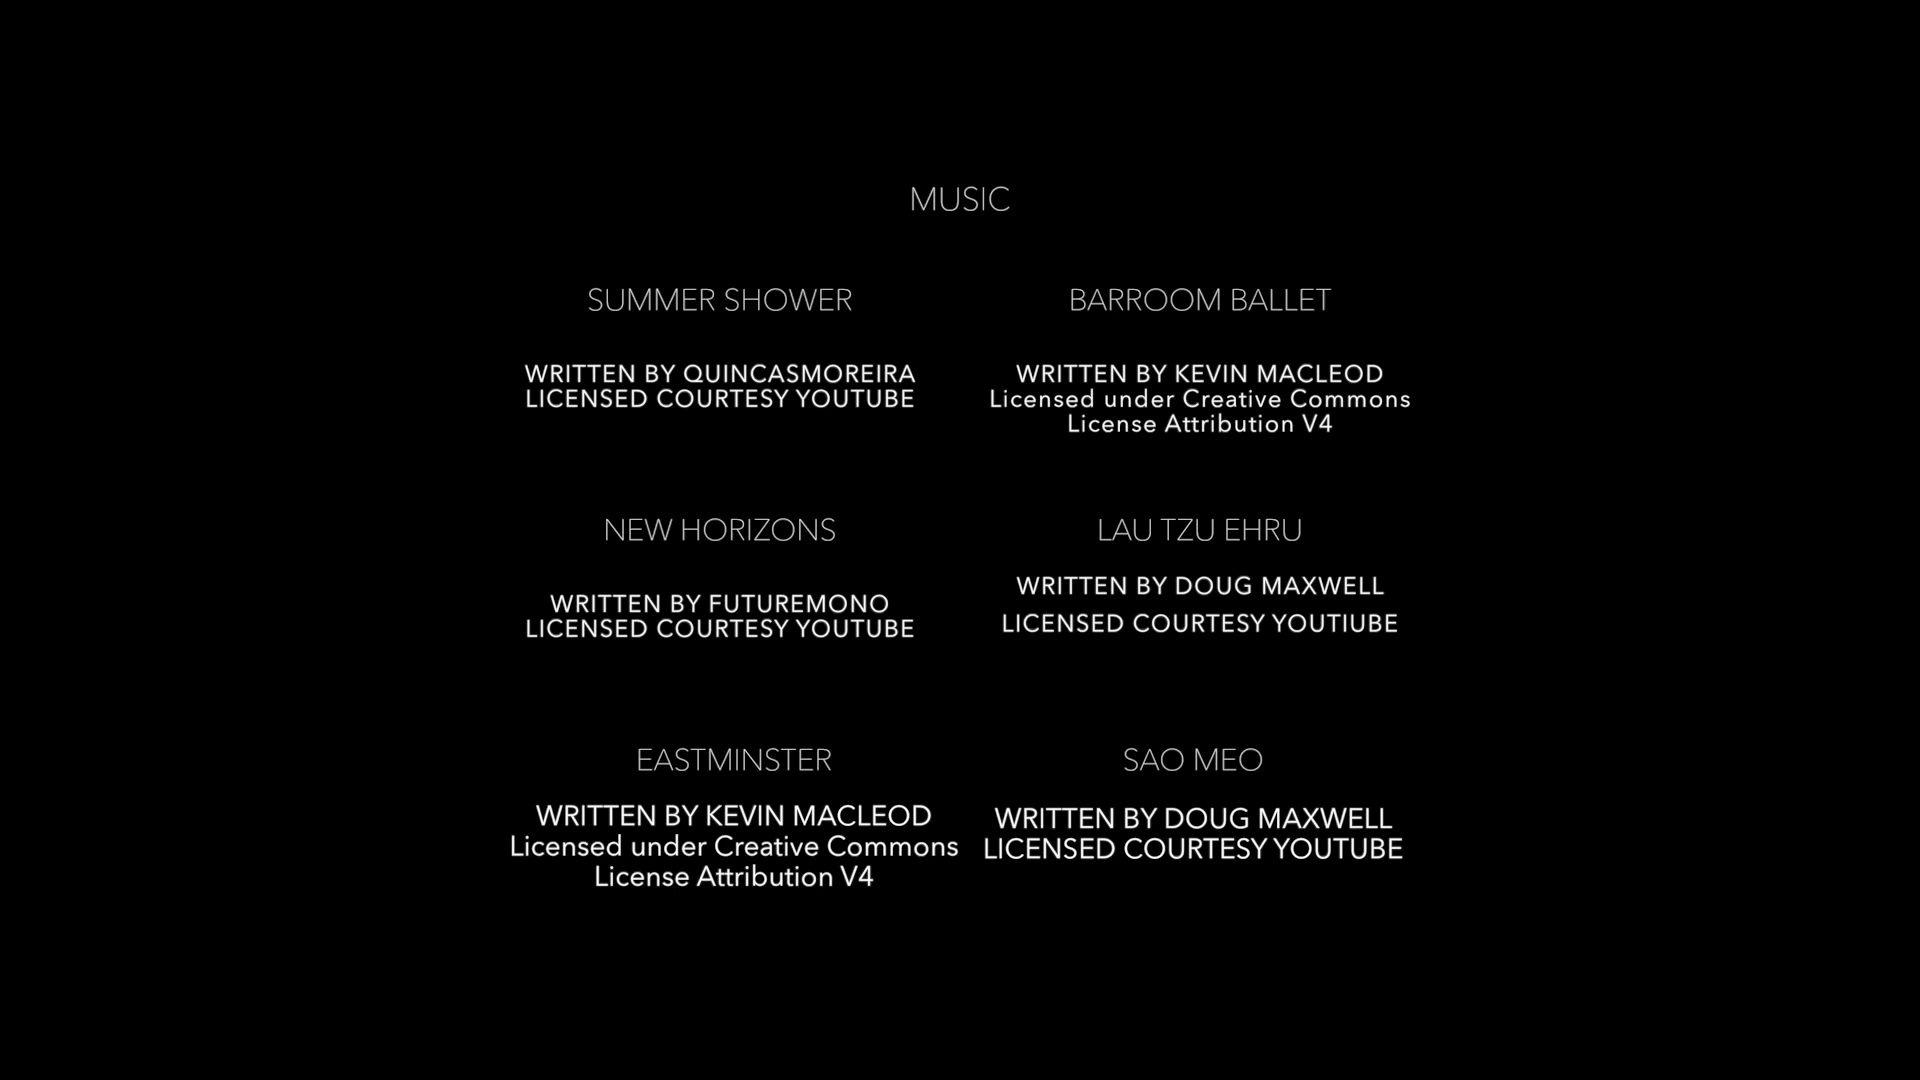 MUSIC
SUMMER SHOWER
WRITTEN BY QUINCASMOREIRA
LICENSED COURTESY YOUTUBE
BARROOM BALLET
WRITTEN BY KEVIN MACLEOD
Licensed under Creative Commons
License Attribution V4
NEW HORIZONS
WRITTEN BY FUTUREMONO
LICENSED COURTESY YOUTUBE
LAU TZU EHRU
WRITTEN BY DOUG MAXWELL
LICENSED COURTESY YOUTIUBE
EASTMINSTER
WRITTEN BY KEVIN MACLEOD
Licensed under Creative Commons
License Attribution V4
SAO MEO
WRITTEN BY DOUG MAXWELL
LICENSED COURTESY YOUTUBE